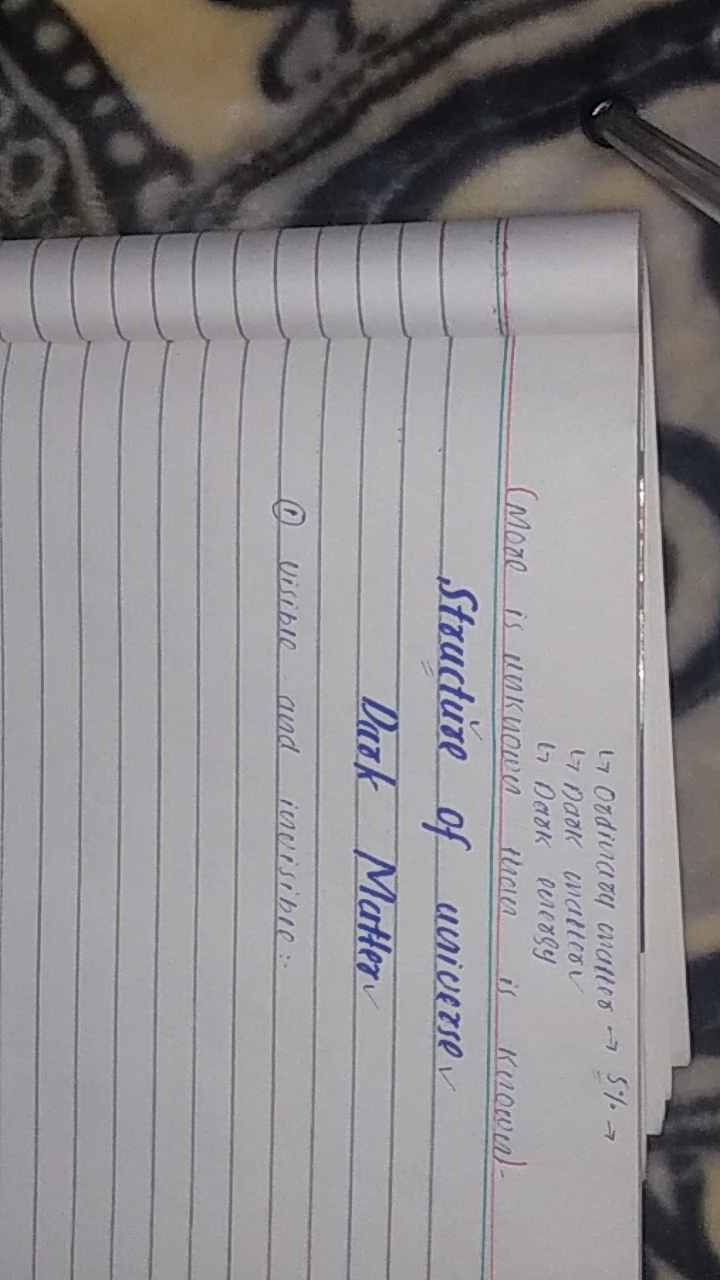 ↳ Ordinary matter → 5% →
↳ Dark matter ✓
↳ Dark energy
(More is unknown than is known)-
Structure of universe ✓
Dark Matter ✓
① visible and invisible:-